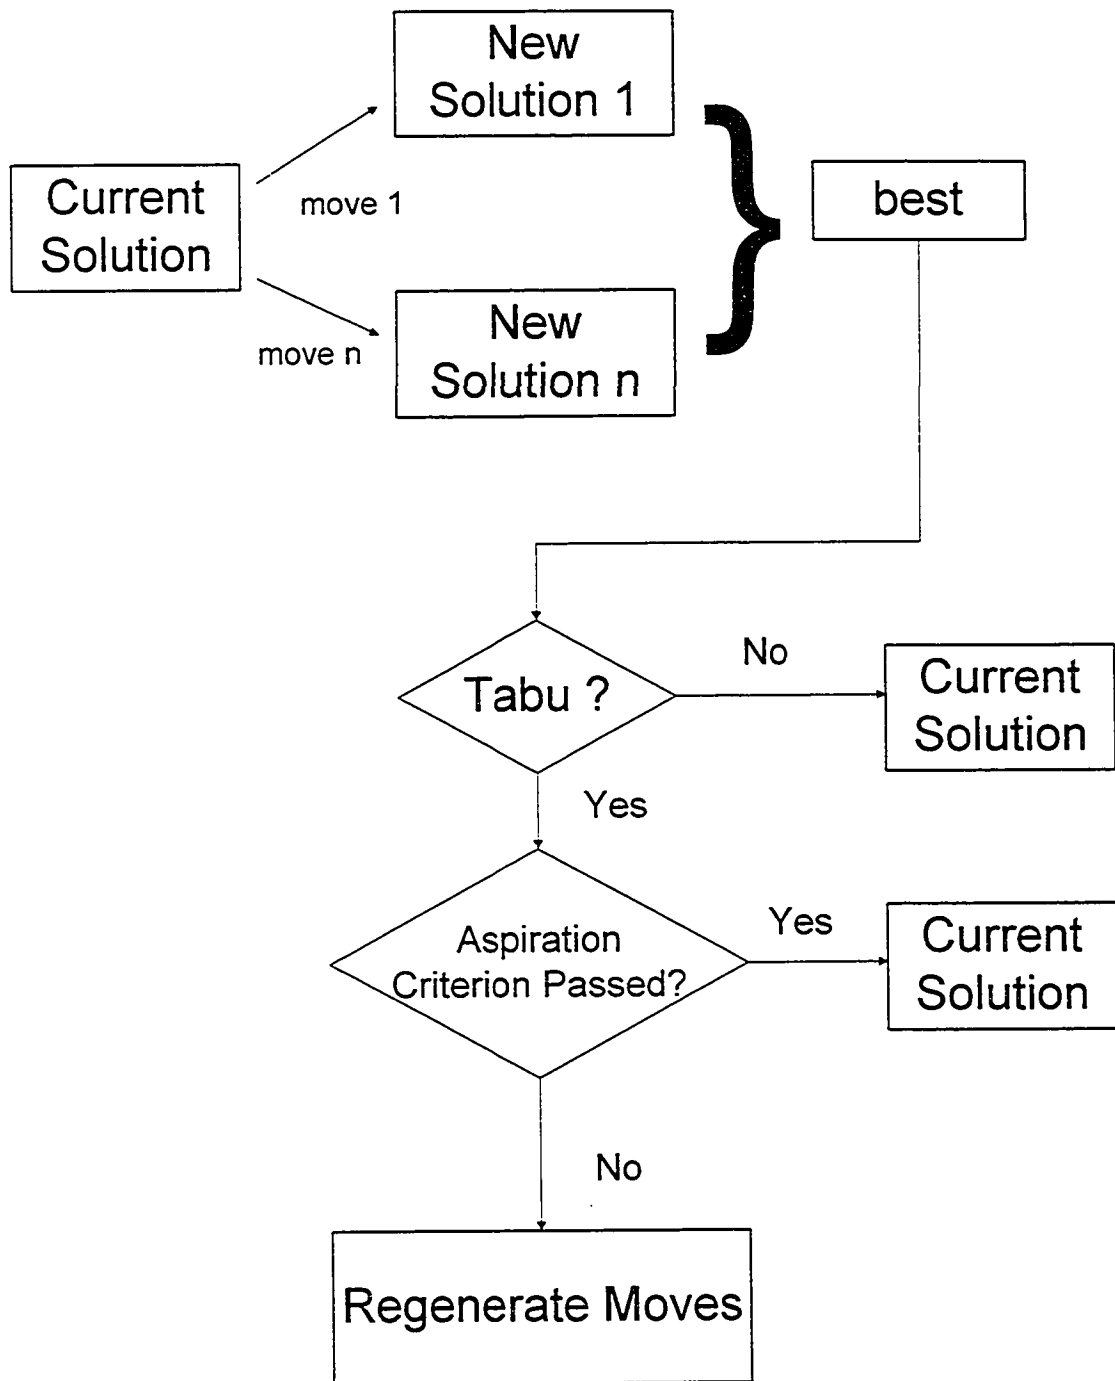 New
Solution 1
Current
Solution
move 1
best
New
Solution n
move n
Tabu ?
No
Current
Solution
Yes
Aspiration
Criterion Passed?
Yes
Current
Solution
No
Regenerate Moves